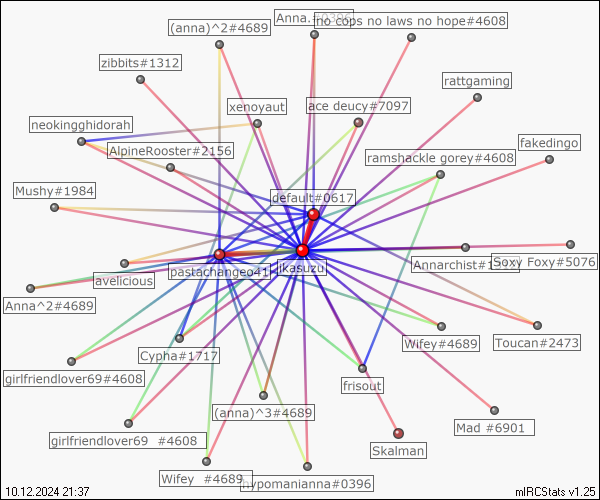 Anna.#0396
no cops no laws no hope#4608
(anna)^2#4689
zibbits#1312
rattgaming
xenoyaut
ace deucy#7097
neokingghidorah
fakedingo
AlpineRooster#2156
ramshackle gorey#4608
Mushy#1984
default#0617
avelicious
pastachangeo41
jkasuzu
Annarchist#1
Soxy Foxy#5076
Anna^2#4689
Wifey#4689
Toucan#2473
Cypha#1717
girlfriendlover69#4608
frisout
(anna)^3#4689
Mad #6901
girlfriendlover69 #4608
Skalman
Wifey #4689
hypomanianna#0396
10.12.2024 21:37
mIRCStats v1.25